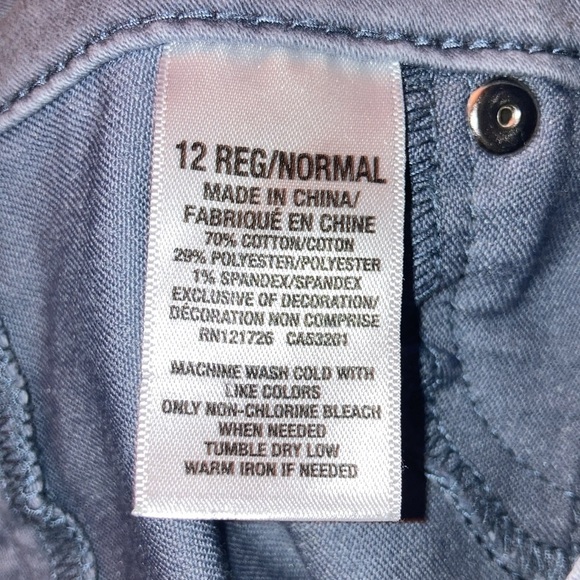 12 REG/NORMAL
MADE IN CHINA/
FABRIQUÉ EN CHINE
70% COTTON/COTON
29% POLYESTER/POLYESTER
1% SPANDEX/SPANDEX
EXCLUSIVE OF DECORATION/
DÉCORATION NON COMPRISE
RN121726 CA53201
MACHINE WASH COLD WITH
LIKE COLORS
ONLY NON-CHLORINE BLEACH
WHEN NEEDED
TUMBLE DRY LOW
WARM IRON IF NEEDED